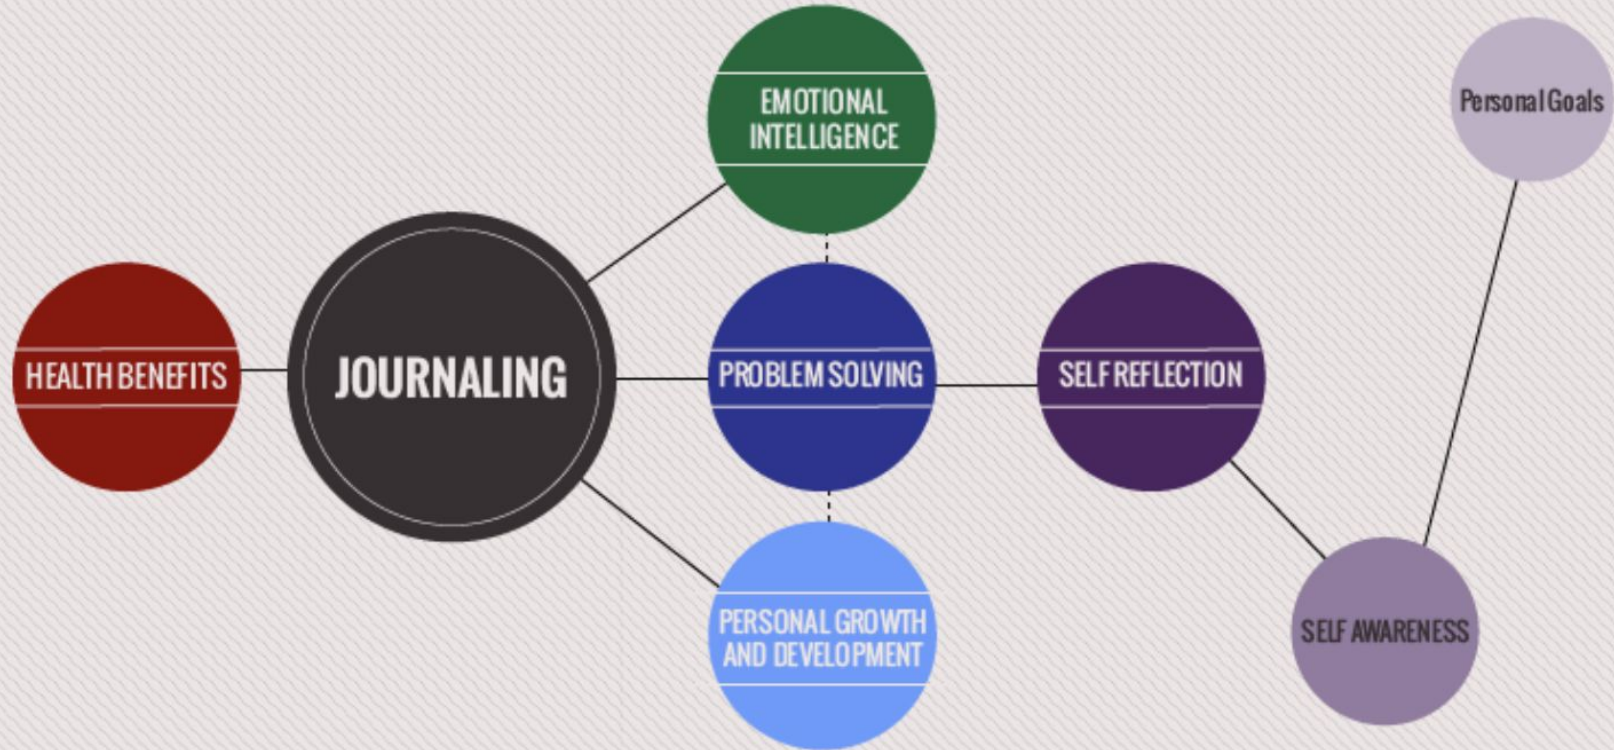 EMOTIONAL
INTELLIGENCE
Personal Goals
HEALTH BENEFITS
JOURNALING
PROBLEM SOLVING
SELF REFLECTION
PERSONAL GROWTH
AND DEVELOPMENT
SELF AWARENESS